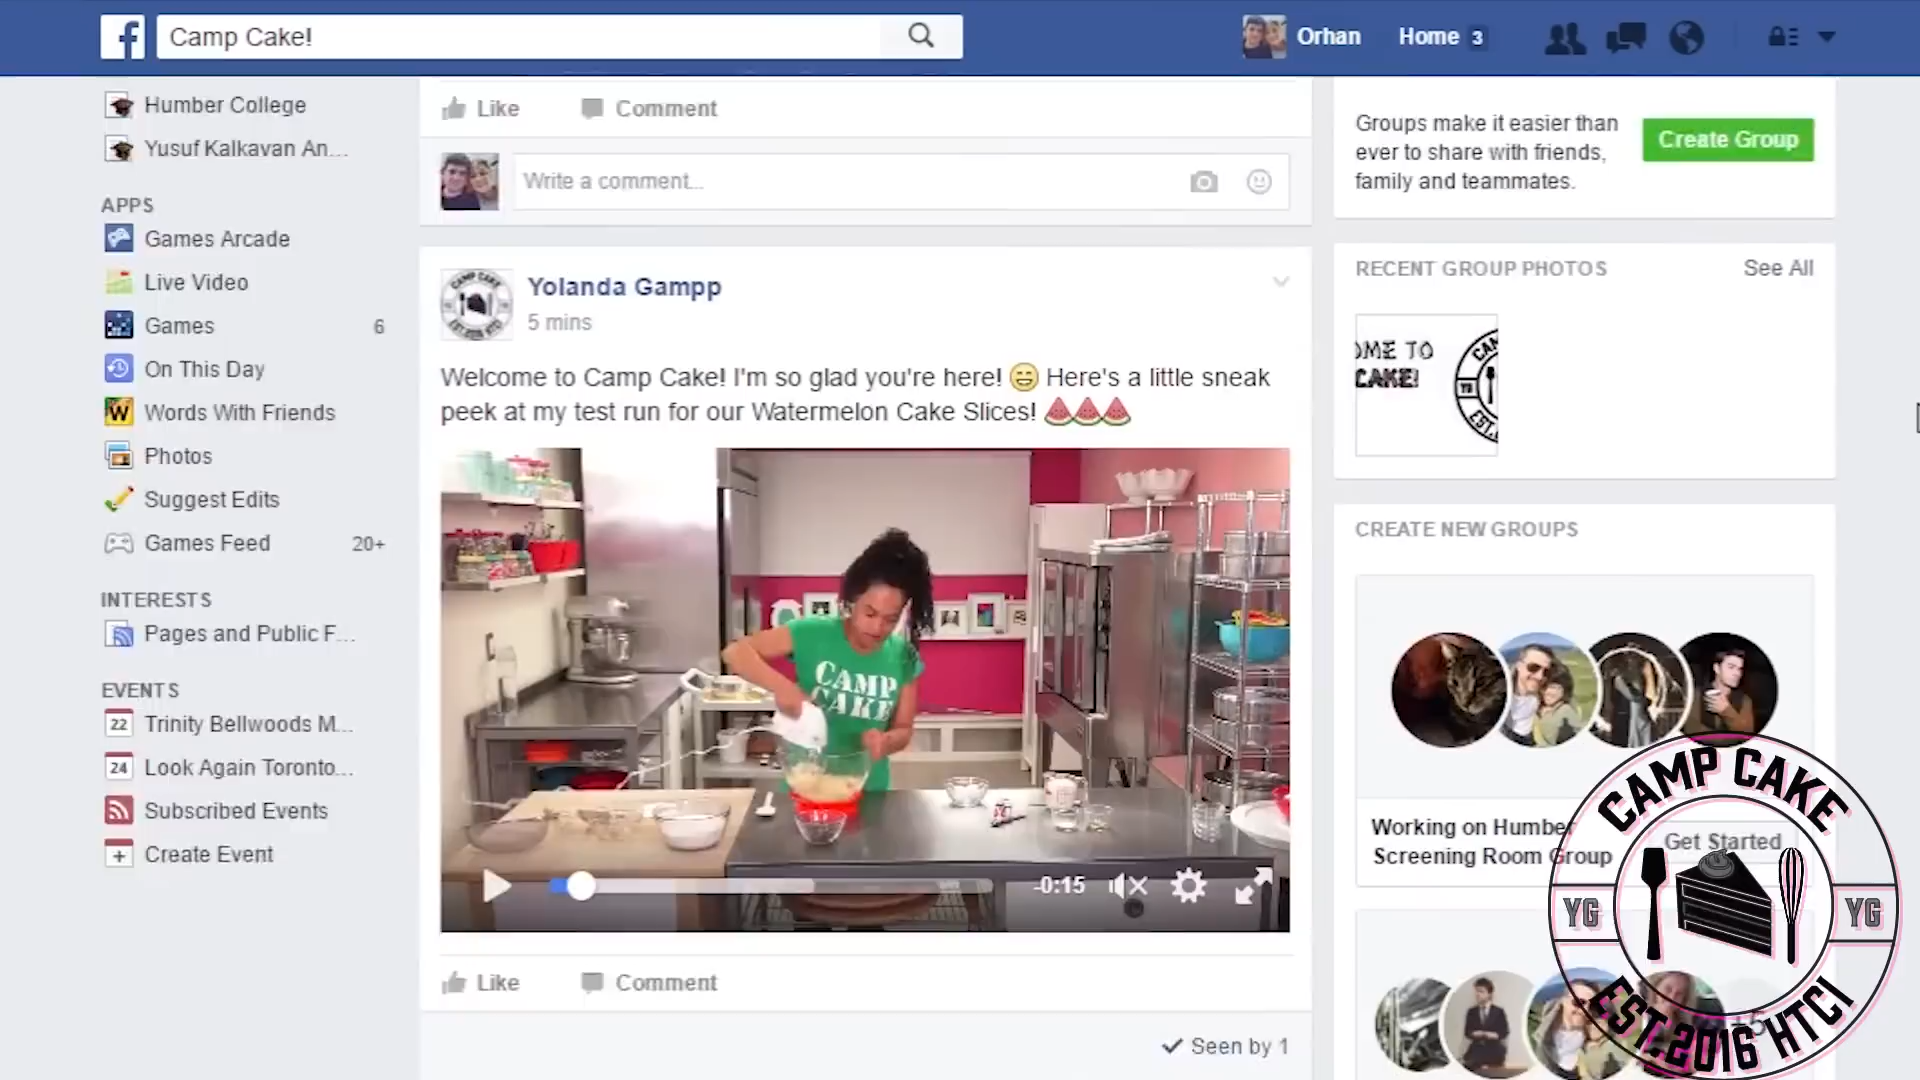 Camp Cake!
Orhan
Home 3
Humber College
Yusuf Kalkavan An...
APPS
Games Arcade
Live Video
Games 6
On This Day
Words With Friends
Photos
Suggest Edits
Games Feed 20+
INTERESTS
Pages and Public F...
EVENTS
22 Trinity Bellwoods M...
24 Look Again Toronto...
Subscribed Events
Create Event
Like Comment
Write a comment...
Yolanda Gampp
5 mins
Welcome to Camp Cake! I'm so glad you're here! 😄 Here's a little sneak
peek at my test run for our Watermelon Cake Slices! 🍉🍉🍉
CAMP
CAKE
-0:15
Like Comment
Seen by 1
Groups make it easier than
ever to share with friends,
family and teammates.
Create Group
RECENT GROUP PHOTOS See All
OME TO
CAKE!
CREATE NEW GROUPS
Working on Humber
Screening Room Group
Get Started
CAMP CAKE
YG YG
EST.2016 HTCI